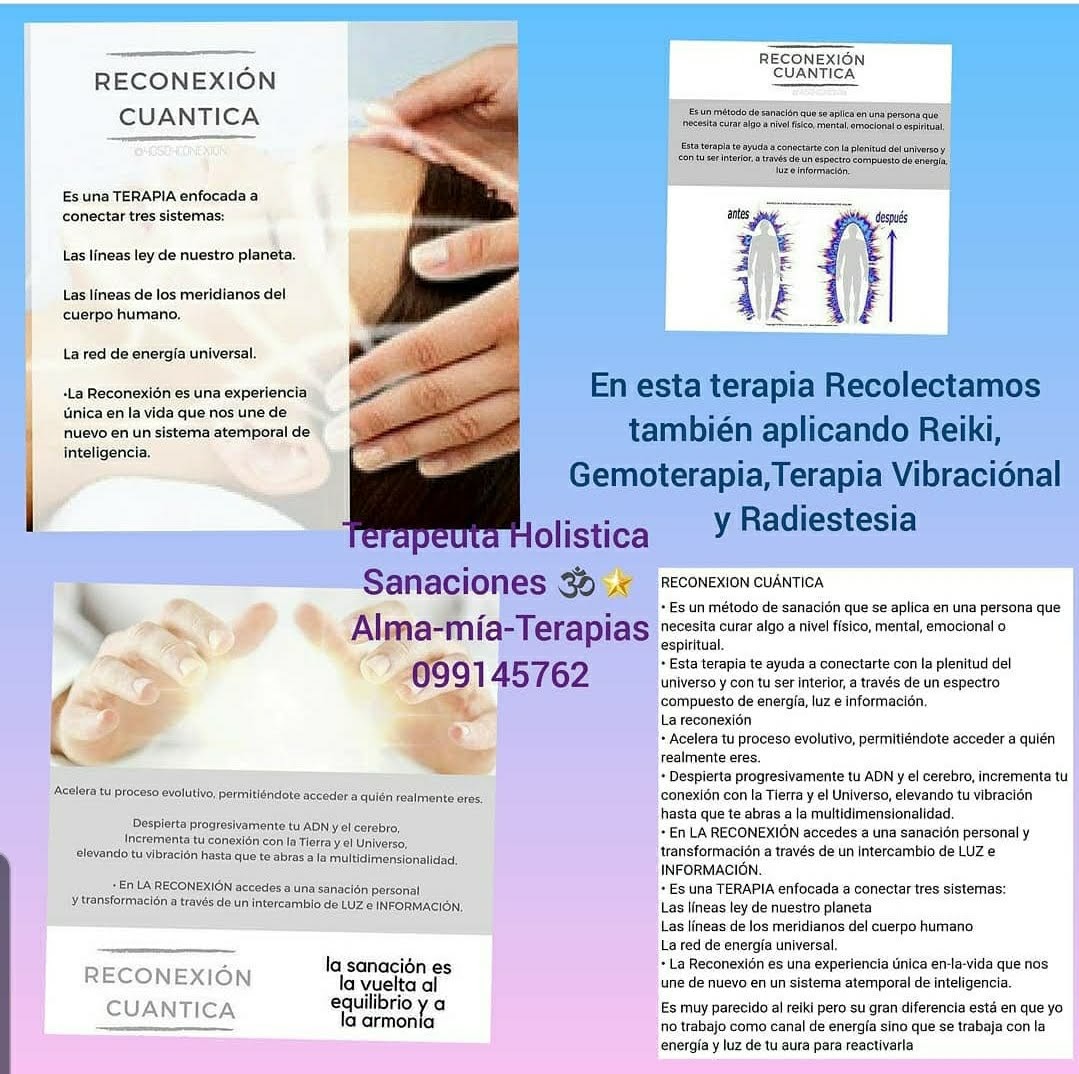 RECONEXIÓN
CUANTICA
Es una TERAPIA enfocada a
conectar tres sistemas:
Las líneas ley de nuestro planeta.
Las líneas de los meridianos del
cuerpo humano.
La red de energía universal.
•La Reconexión es una experiencia
única en la vida que nos une de
nuevo en un sistema atemporal de
inteligencia.
RECONEXIÓN
CUANTICA
Es un método de sanación que se aplica en una persona que
necesita curar algo a nivel físico, mental, emocional o espiritual.
Esta terapia te ayuda a conectarte con la plenitud del universo y
con tu ser interior, a través de un espectro compuesto de energía,
luz e información.
antes
después
En esta terapia Recolectamos
también aplicando Reiki,
Gemoterapia,Terapia Vibraciónal
y Radiestesia
Terapeuta Holistica
Sanaciones 🕉️🌟
Alma-mía-Terapias
099145762
Acelera tu proceso evolutivo, permitiéndote acceder a quién realmente eres.
Despierta progresivamente tu ADN y el cerebro,
Incrementa tu conexión con la Tierra y el Universo,
elevando tu vibración hasta que te abras a la multidimensionalidad.
• En LA RECONEXIÓN accedes a una sanación personal
y transformación a través de un intercambio de LUZ e INFORMACIÓN.
RECONEXIÓN
CUANTICA
la sanación es
la vuelta al
equilibrio y a
la armonía
RECONEXION CUÁNTICA
• Es un método de sanación que se aplica en una persona que
necesita curar algo a nivel físico, mental, emocional o
espiritual.
• Esta terapia te ayuda a conectarte con la plenitud del
universo y con tu ser interior, a través de un espectro
compuesto de energía, luz e información.
La reconexión
• Acelera tu proceso evolutivo, permitiéndote acceder a quién
realmente eres.
• Despierta progresivamente tu ADN y el cerebro, incrementa tu
conexión con la Tierra y el Universo, elevando tu vibración
hasta que te abras a la multidimensionalidad.
• En LA RECONEXIÓN accedes a una sanación personal y
transformación a través de un intercambio de LUZ e
INFORMACIÓN.
• Es una TERAPIA enfocada a conectar tres sistemas:
Las líneas ley de nuestro planeta
Las líneas de los meridianos del cuerpo humano
La red de energía universal.
• La Reconexión es una experiencia única en-la-vida que nos
une de nuevo en un sistema atemporal de inteligencia.
Es muy parecido al reiki pero su gran diferencia está en que yo
no trabajo como canal de energía sino que se trabaja con la
energía y luz de tu aura para reactivarla